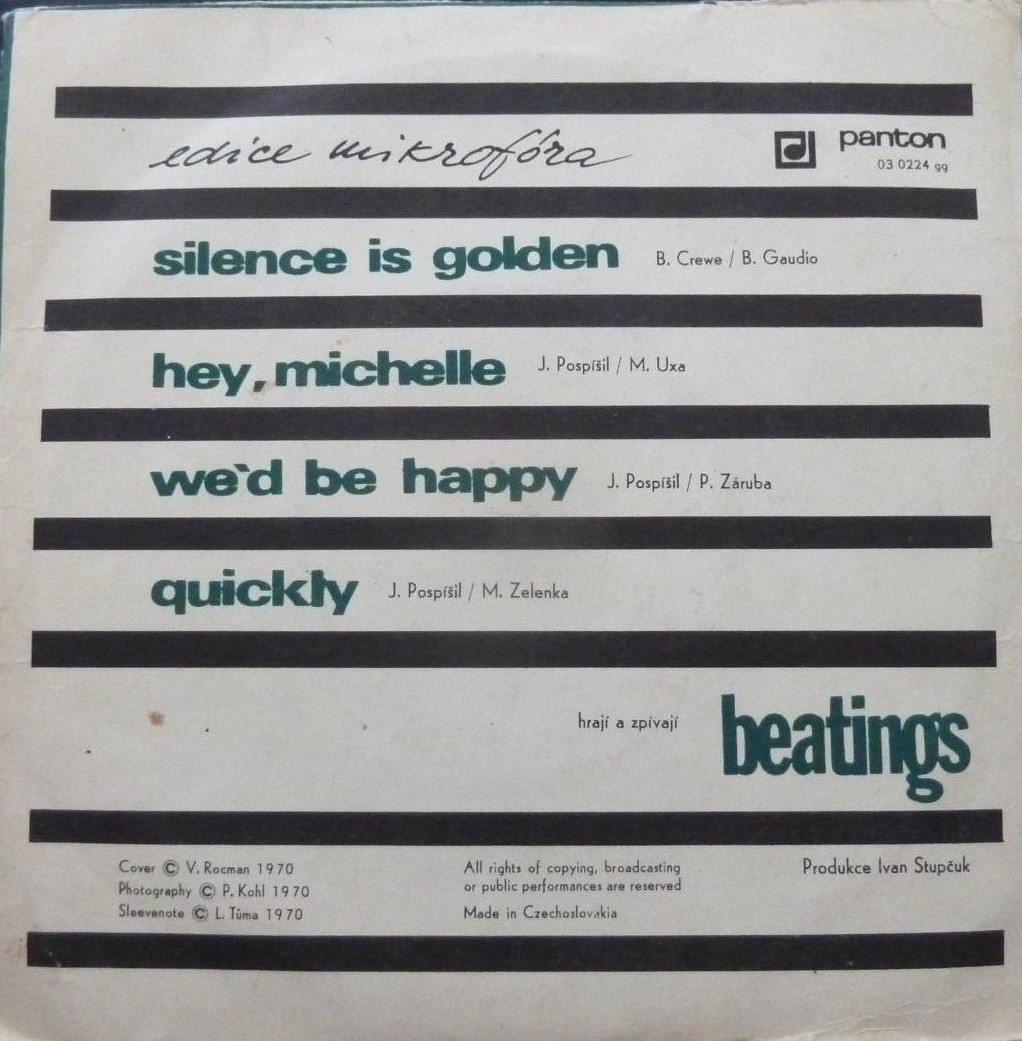 edice mikrofóra
panton
03 0224 gg
silence is golden B. Crewe / B. Gaudio
hey, michelle J. Pospíšil / M. Uxa
we'd be happy J. Pospíšil / P. Záruba
quickly J. Pospíšil / M. Zelenka
hrají a zpívají beatings
Cover © V. Rocman 1970
Photography © P. Kohl 1970
Sleevenote © L. Tůma 1970
All rights of copying, broadcasting
or public performances are reserved
Made in Czechoslovakia
Produkce Ivan Stupčuk